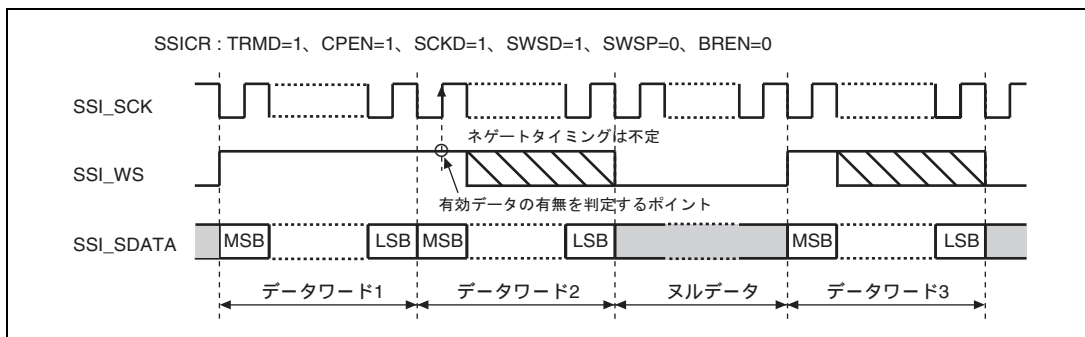 SSICR : TRMD=1、CPEN=1、SCKD=1、SWSD=1、SWSP=0、BREN=0
SSI_SCK
ネゲートタイミングは不定
SSI_WS
有効データの有無を判定するポイント
SSI_SDATA MSB LSB MSB LSB MSB LSB
データワード1 データワード2 ヌルデータ データワード3